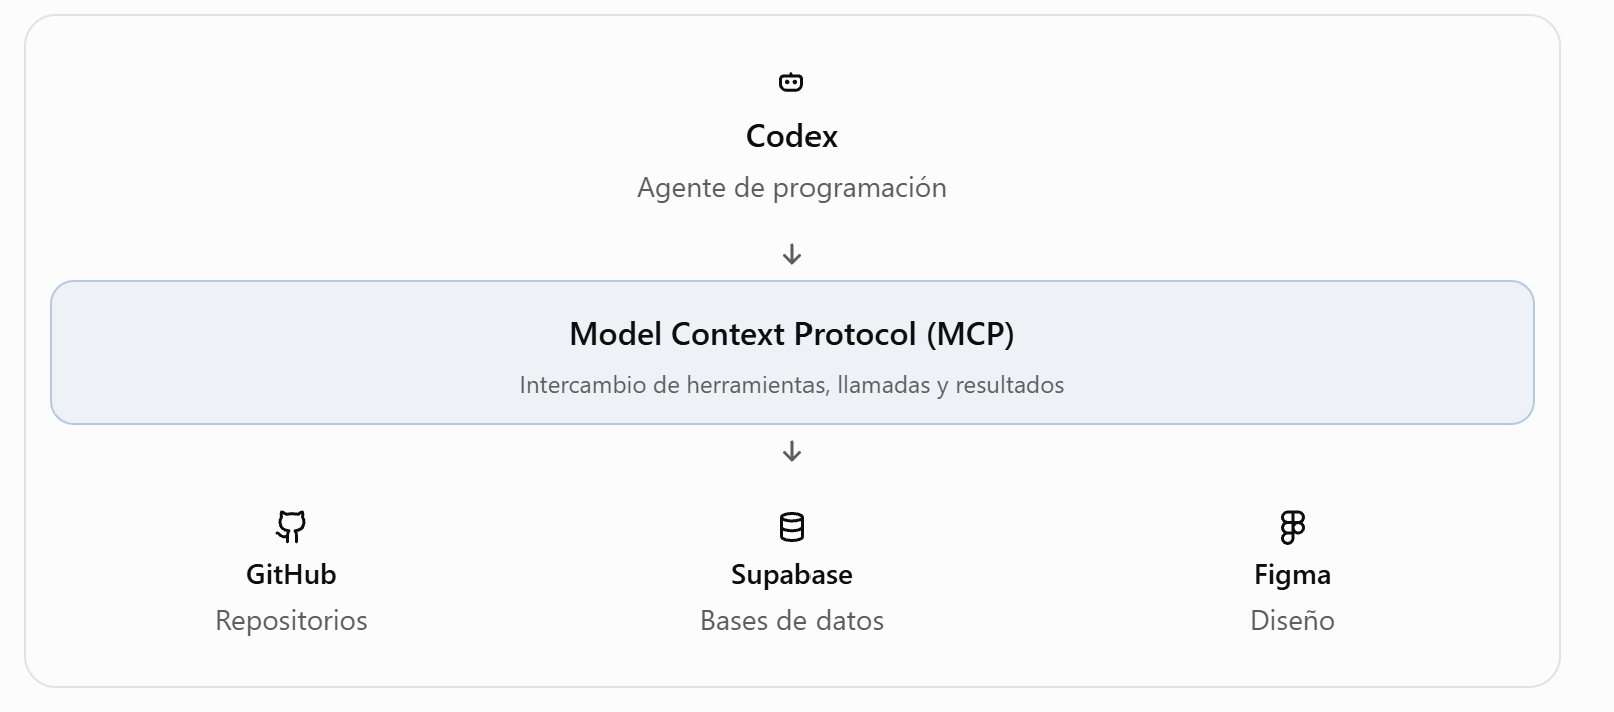 Codex
Agente de programación
Model Context Protocol (MCP)
Intercambio de herramientas, llamadas y resultados
GitHub
Repositorios
Supabase
Bases de datos
Figma
Diseño